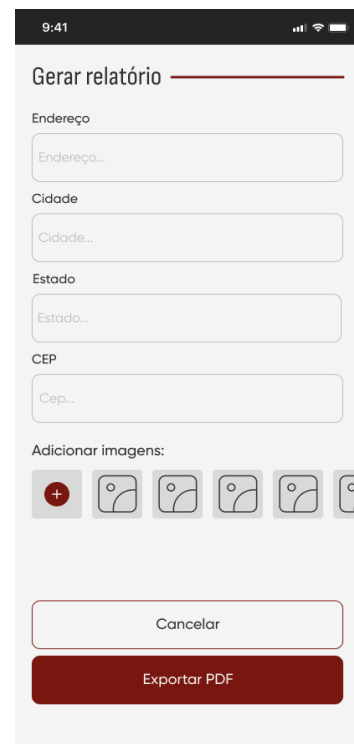 9:41
Gerar relatório
Endereço
Endereço...
Cidade
Cidade...
Estado
Estado...
CEP
Cep...
Adicionar imagens:
Cancelar
Exportar PDF